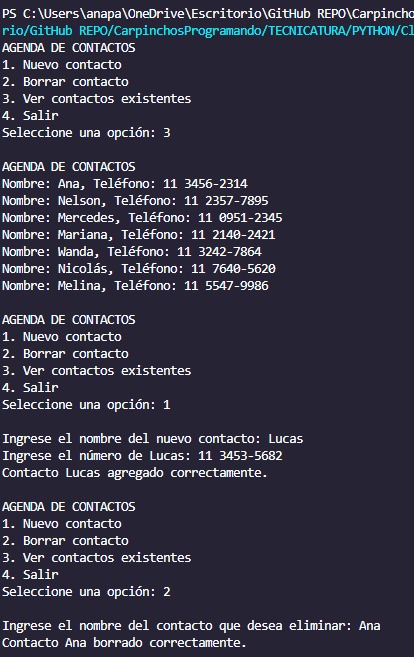 PS C:\Users\anapa\OneDrive\Escritorio\GitHub REPO\Carpincho
rio/GitHub REPO/CarpinchosProgramando/TECNICATURA/PYTHON/Cl
AGENDA DE CONTACTOS
1. Nuevo contacto
2. Borrar contacto
3. Ver contactos existentes
4. Salir
Seleccione una opción: 3
AGENDA DE CONTACTOS
Nombre: Ana, Teléfono: 11 3456-2314
Nombre: Nelson, Teléfono: 11 2357-7895
Nombre: Mercedes, Teléfono: 11 0951-2345
Nombre: Mariana, Teléfono: 11 2140-2421
Nombre: Wanda, Teléfono: 11 3242-7864
Nombre: Nicolás, Teléfono: 11 7640-5620
Nombre: Melina, Teléfono: 11 5547-9986
AGENDA DE CONTACTOS
1. Nuevo contacto
2. Borrar contacto
3. Ver contactos existentes
4. Salir
Seleccione una opción: 1
Ingrese el nombre del nuevo contacto: Lucas
Ingrese el número de Lucas: 11 3453-5682
Contacto Lucas agregado correctamente.
AGENDA DE CONTACTOS
1. Nuevo contacto
2. Borrar contacto
3. Ver contactos existentes
4. Salir
Seleccione una opción: 2
Ingrese el nombre del contacto que desea eliminar: Ana
Contacto Ana borrado correctamente.